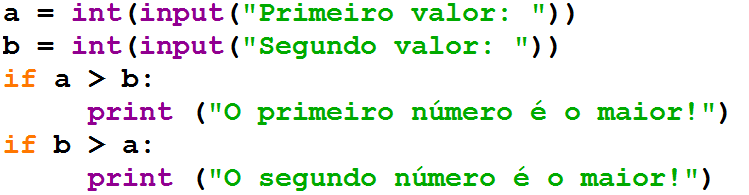 a = int(input("Primeiro valor: "))
b = int(input("Segundo valor: "))
if a > b:
     print ("O primeiro número é o maior!")
if b > a:
     print ("O segundo número é o maior!")